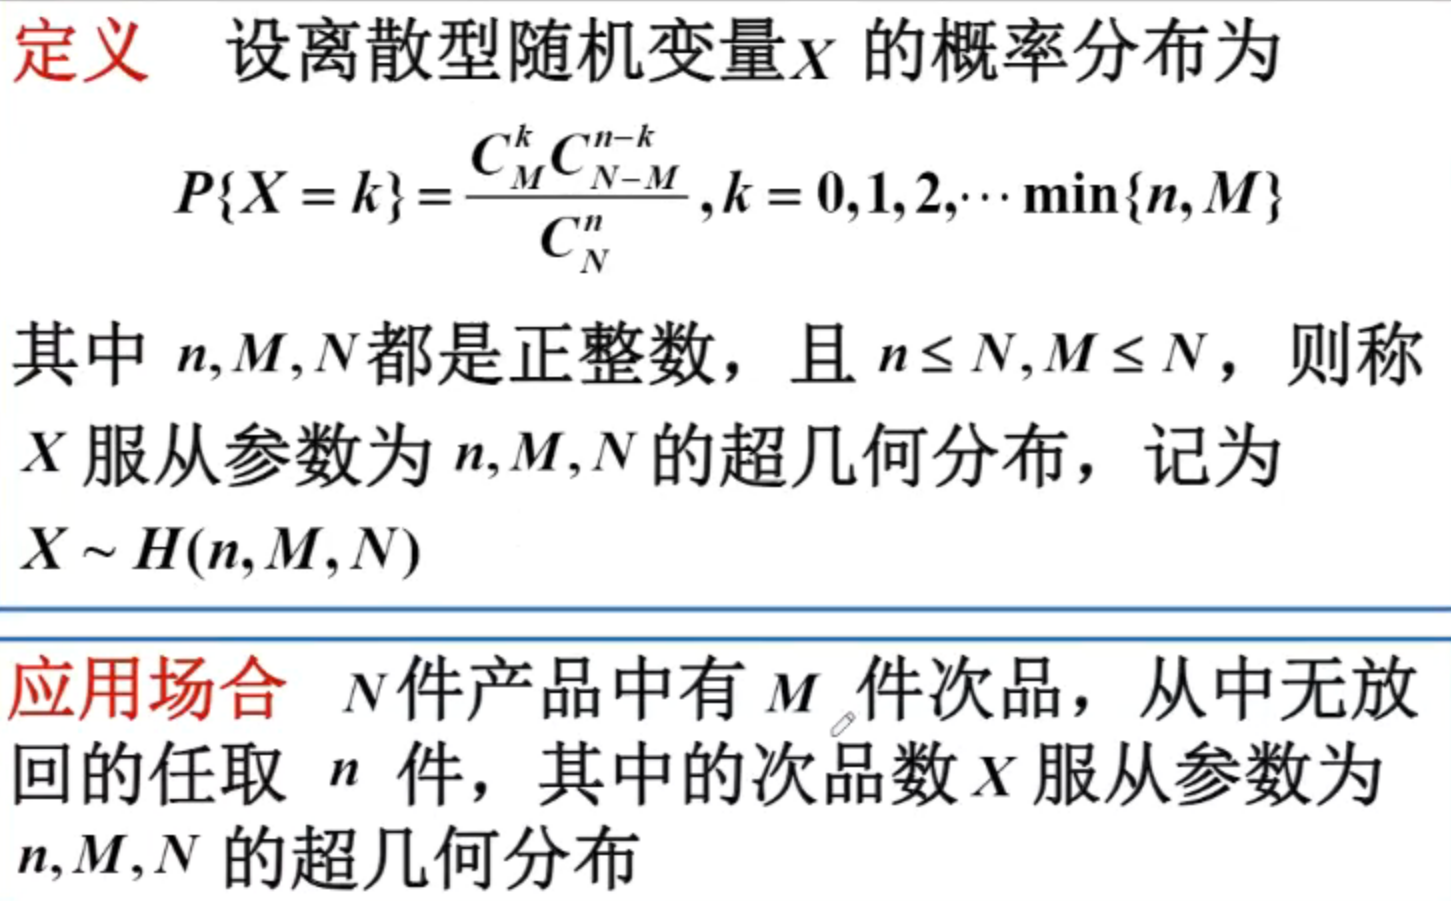 定义 设离散型随机变量X 的概率分布为
P{X = k} = \frac{C_M^k C_{N-M}^{n-k}}{C_N^n}, k = 0,1,2,⋯ min{n, M}
其中 n, M, N都是正整数，且 n ≤ N, M ≤ N，则称
X 服从参数为 n, M, N 的超几何分布，记为
X ~ H(n, M, N)
应用场合 N件产品中有 M 件次品，从中无放
回的任取 n 件，其中的次品数 X 服从参数为
n, M, N 的超几何分布